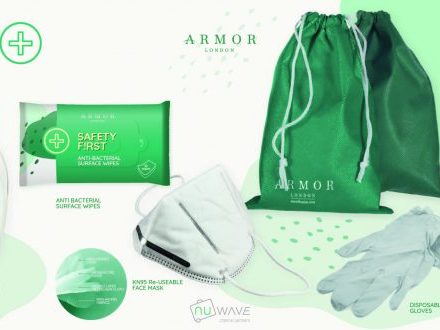 ARMOR
LONDON
ARMOR
SAFETY
FIRST
ANTI-BACTERIAL
SURFACE WIPES
ANTI BACTERIAL
SURFACE WIPES
ARMOR
LONDON
KN95 Re-USEABLE
FACE MASK
DISPOSABLE
GLOVES
nu WAVE